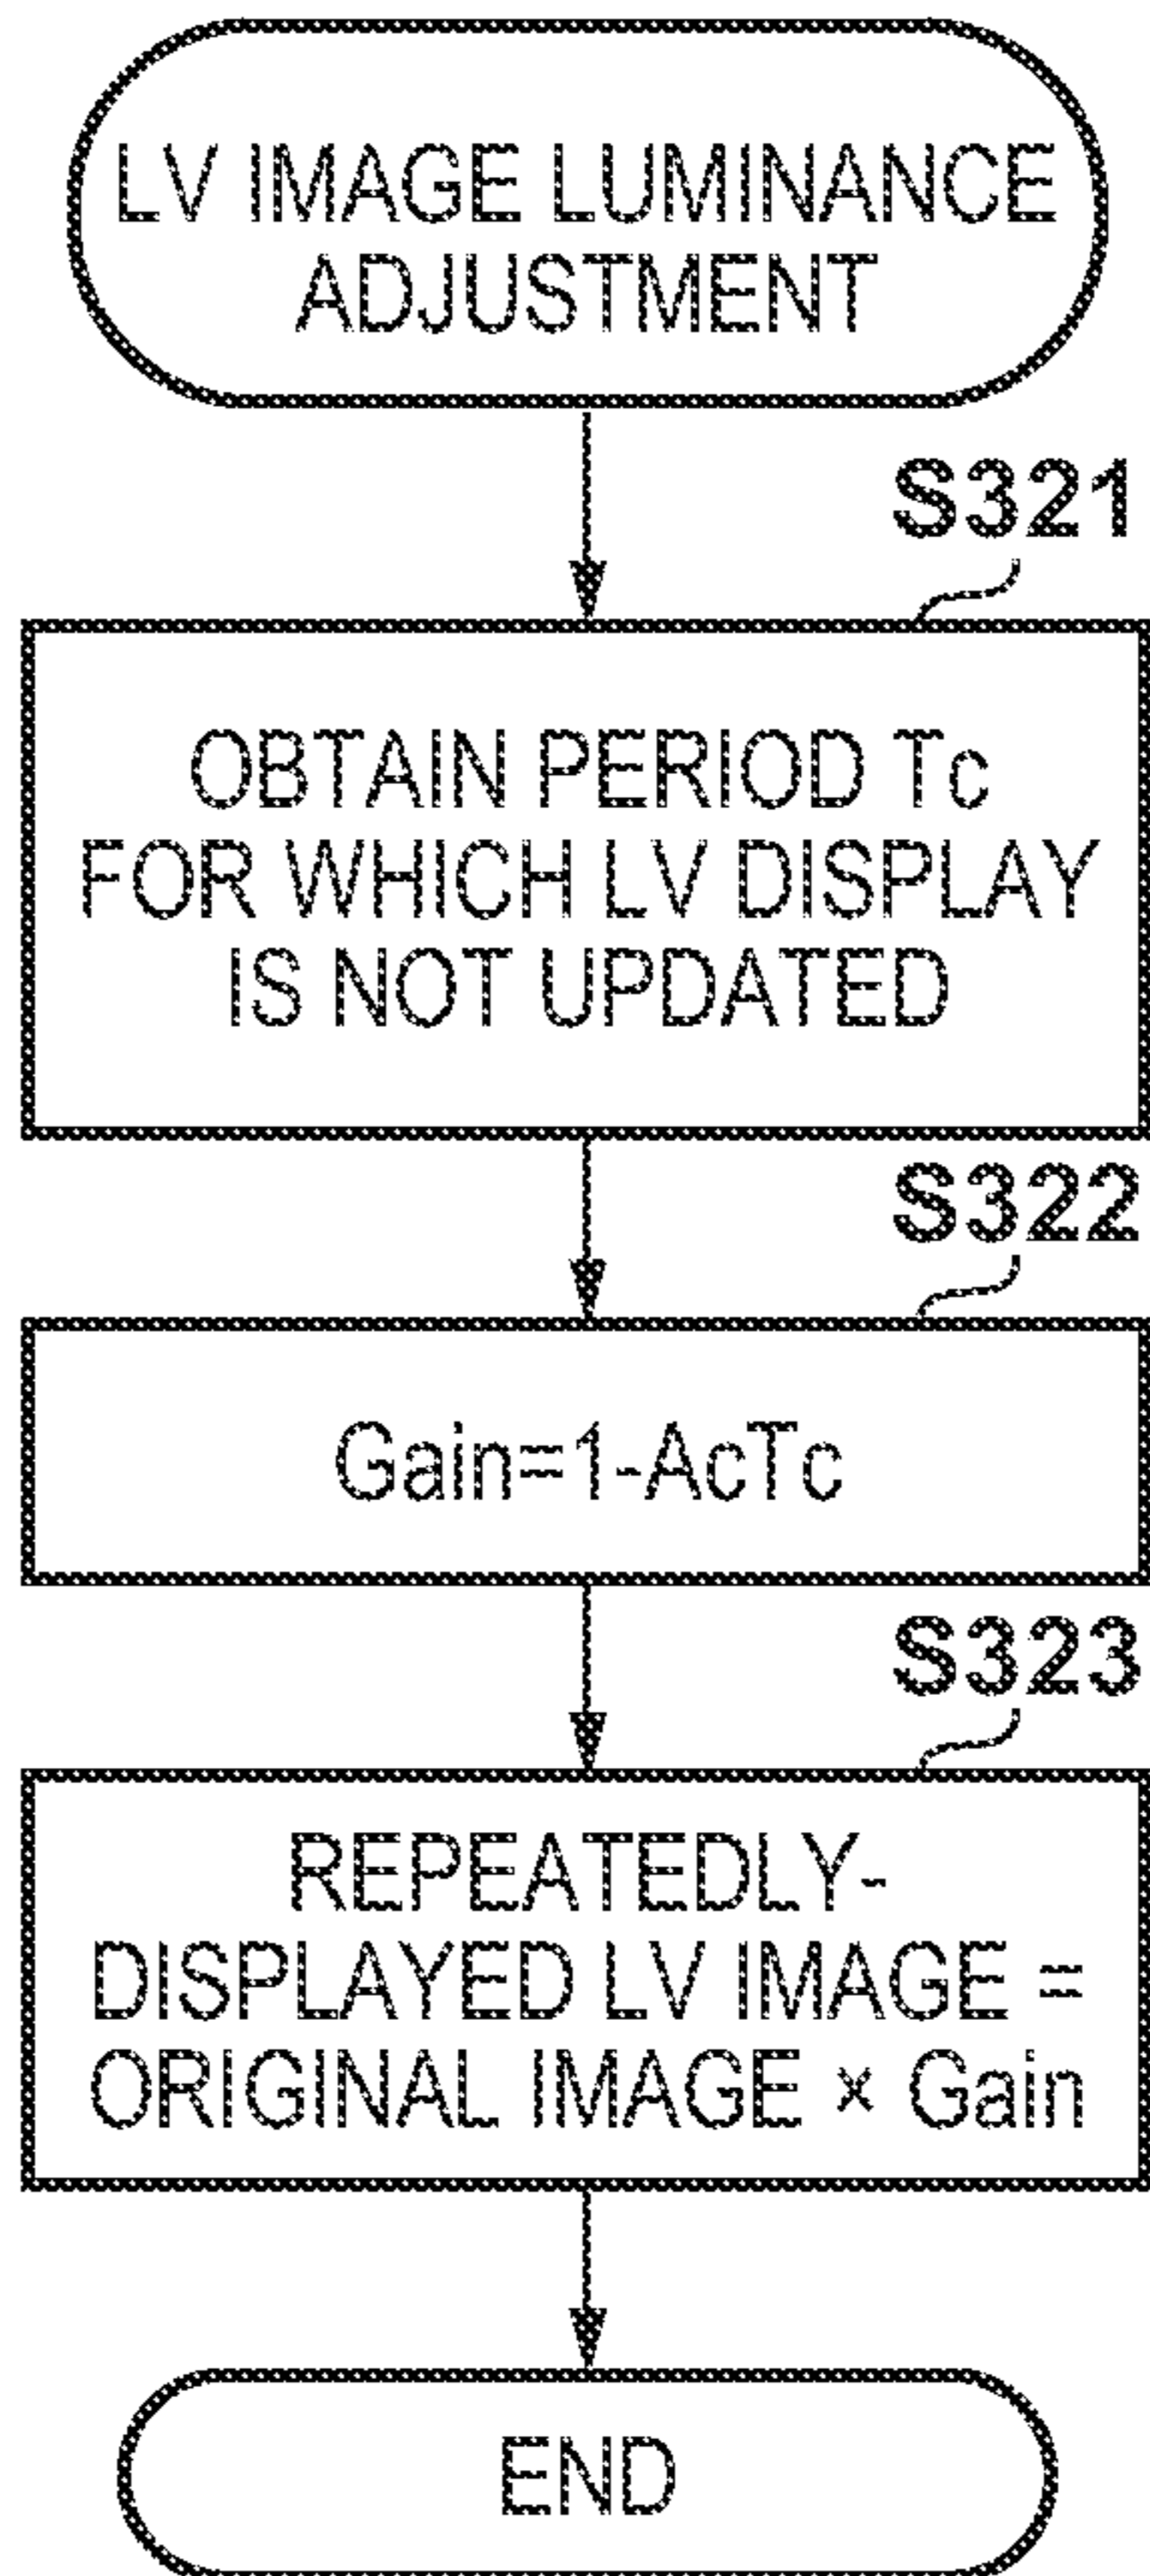 LV IMAGE LUMINANCE
ADJUSTMENT
S321
OBTAIN PERIOD Tc
FOR WHICH LV DISPLAY
IS NOT UPDATED
S322
Gain=1-AcTc
S323
REPEATEDLY-
DISPLAYED LV IMAGE =
ORIGINAL IMAGE × Gain
END